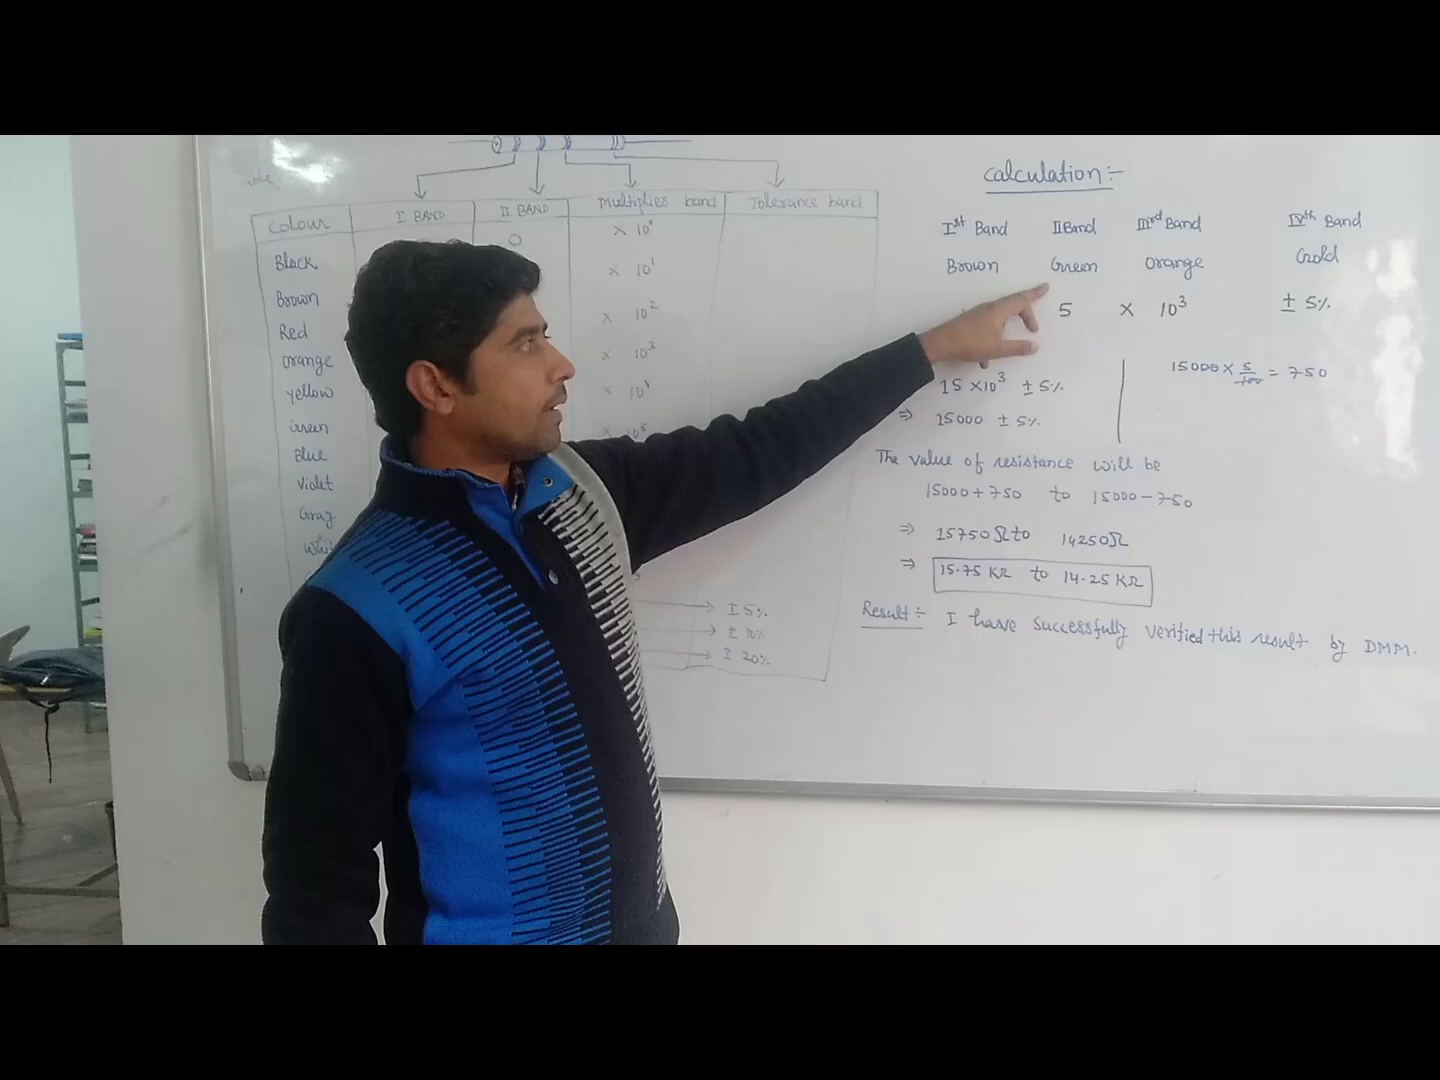 colour I BAND II BAND Multiplier band Tolerance band
0 × 10⁰
Black × 10¹
Brown × 10²
Red × 10³
orange
yellow
Green
Blue
Violet
Gray
± 5%
± 10%
± 20%
calculation :-
Iˢᵗ Band II Band IIIʳᵈ Band IVᵗʰ Band
Brown Green Orange Gold
5 × 10³ ± 5%
15 × 10³ ± 5%
⇒ 15000 ± 5%
15000 × 5/100 = 750
The value of resistance will be
15000 + 750 to 15000 - 750
⇒ 15750 Ω to 14250 Ω
⇒ 15.75 KΩ to 14.25 KΩ
Result :- I have successfully verified this result by DMM.